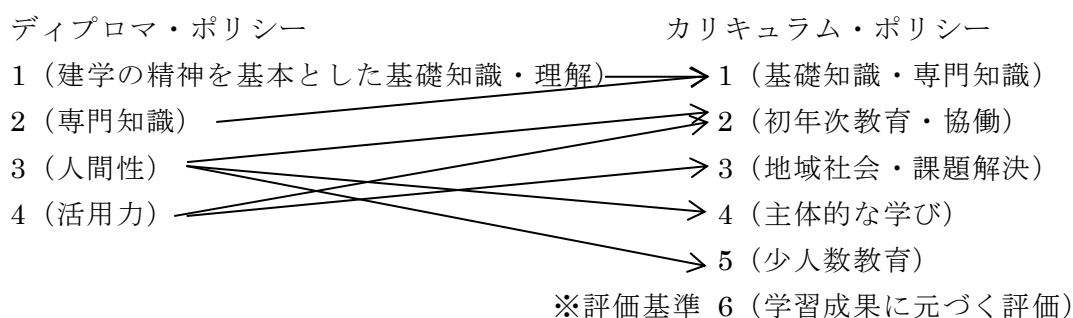 ディプロマ・ポリシー カリキュラム・ポリシー
1（建学の精神を基本とした基礎知識・理解） 1（基礎知識・専門知識）
2（専門知識） 2（初年次教育・協働）
3（人間性） 3（地域社会・課題解決）
4（活用力） 4（主体的な学び）
5（少人数教育）
※評価基準 6（学習成果に元づく評価）